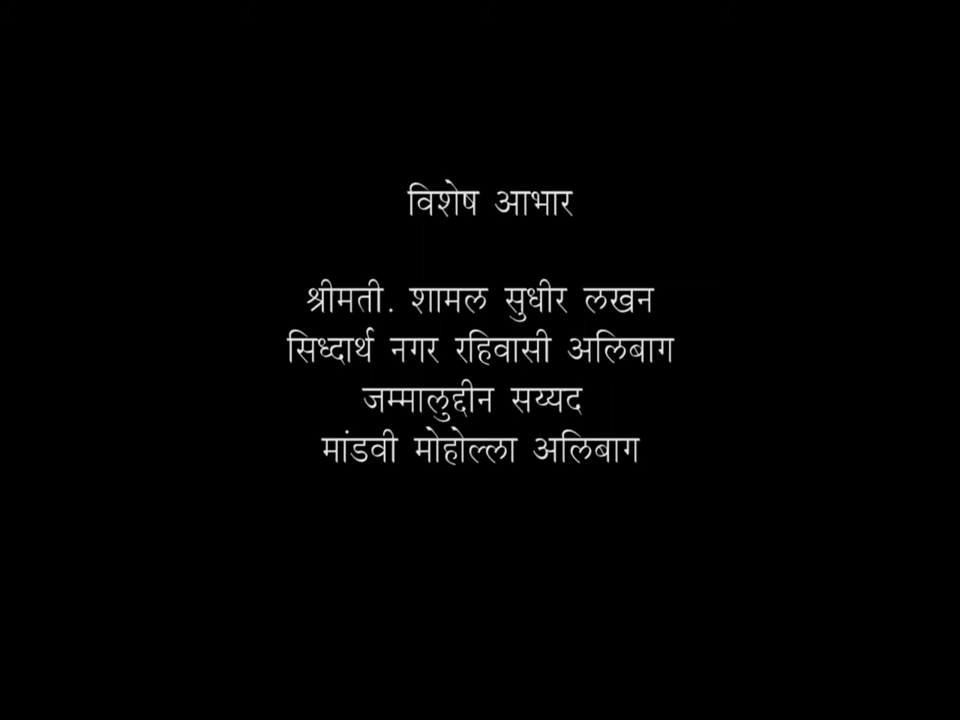 विशेष आभार
श्रीमती. शामल सुधीर लखन
सिध्दार्थ नगर रहिवासी अलिबाग
जम्मालुद्दीन सय्यद
मांडवी मोहोल्ला अलिबाग